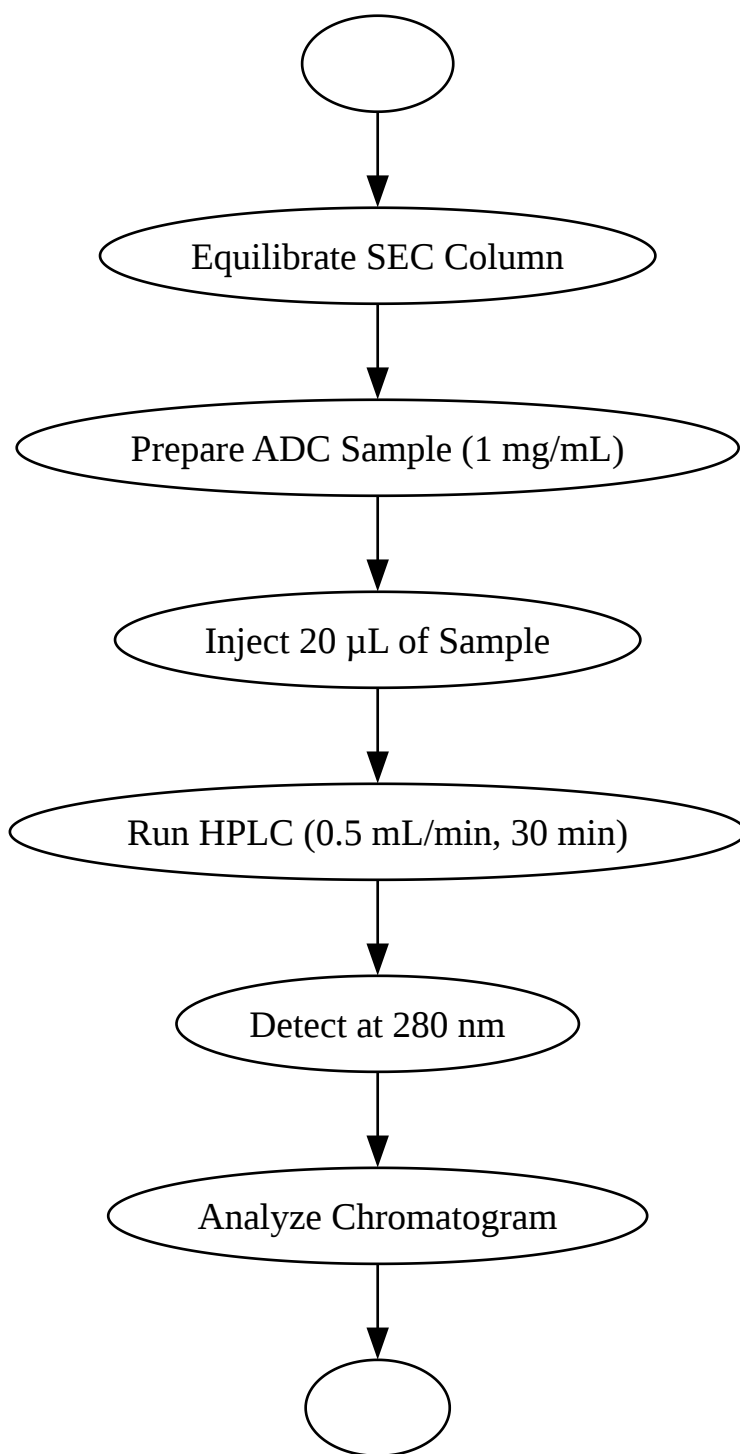 Equilibrate SEC Column
Prepare ADC Sample (1 mg/mL)
Inject 20 µL of Sample
Run HPLC (0.5 mL/min, 30 min)
Detect at 280 nm
Analyze Chromatogram